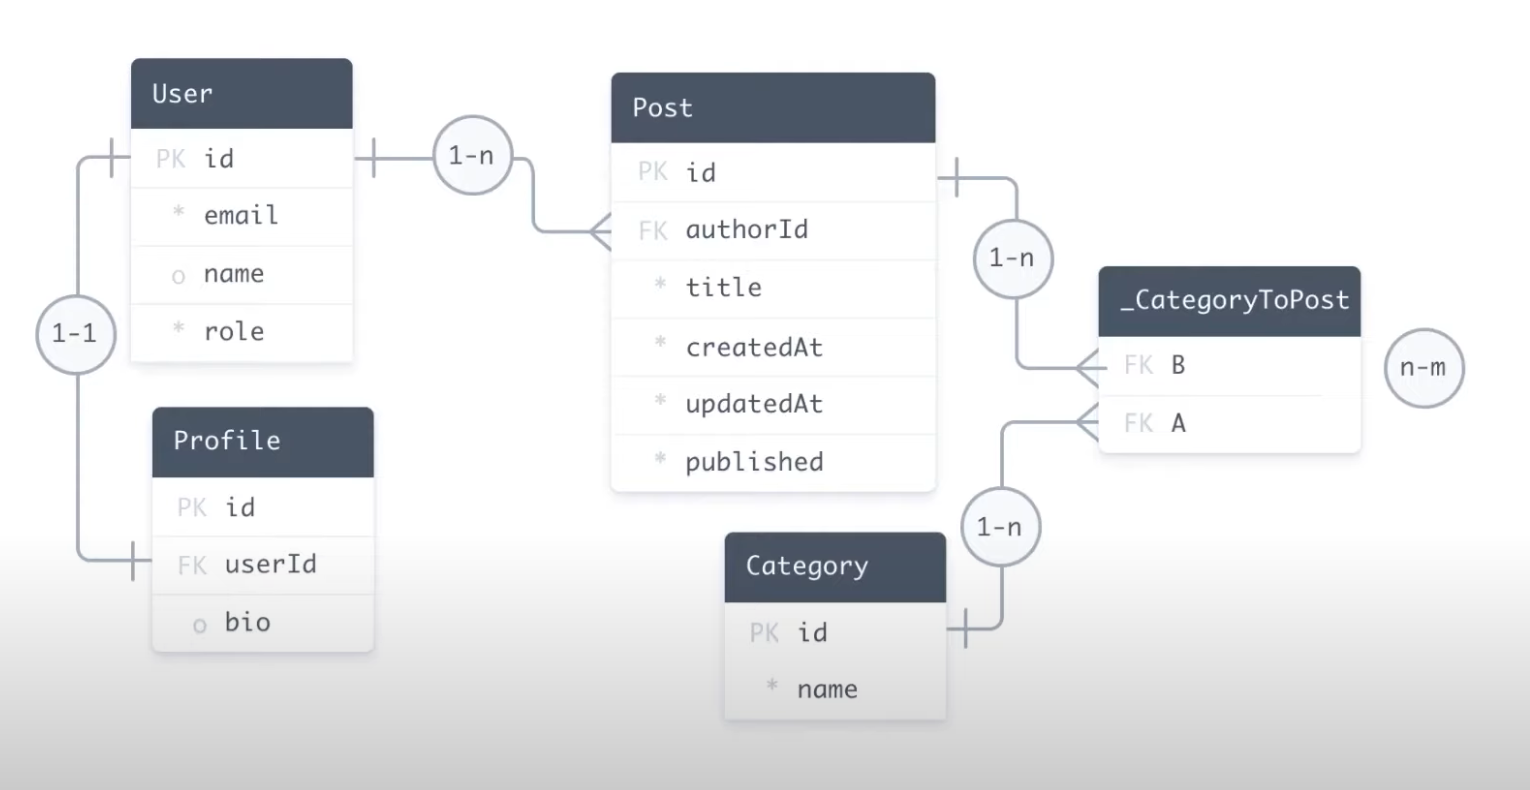 User
PK id
* email
o name
* role
1-1
1-n
Profile
PK id
FK userId
o bio
Post
PK id
FK authorId
* title
* createdAt
* updatedAt
* published
1-n
_CategoryToPost
FK B
FK A
n-m
1-n
Category
PK id
* name